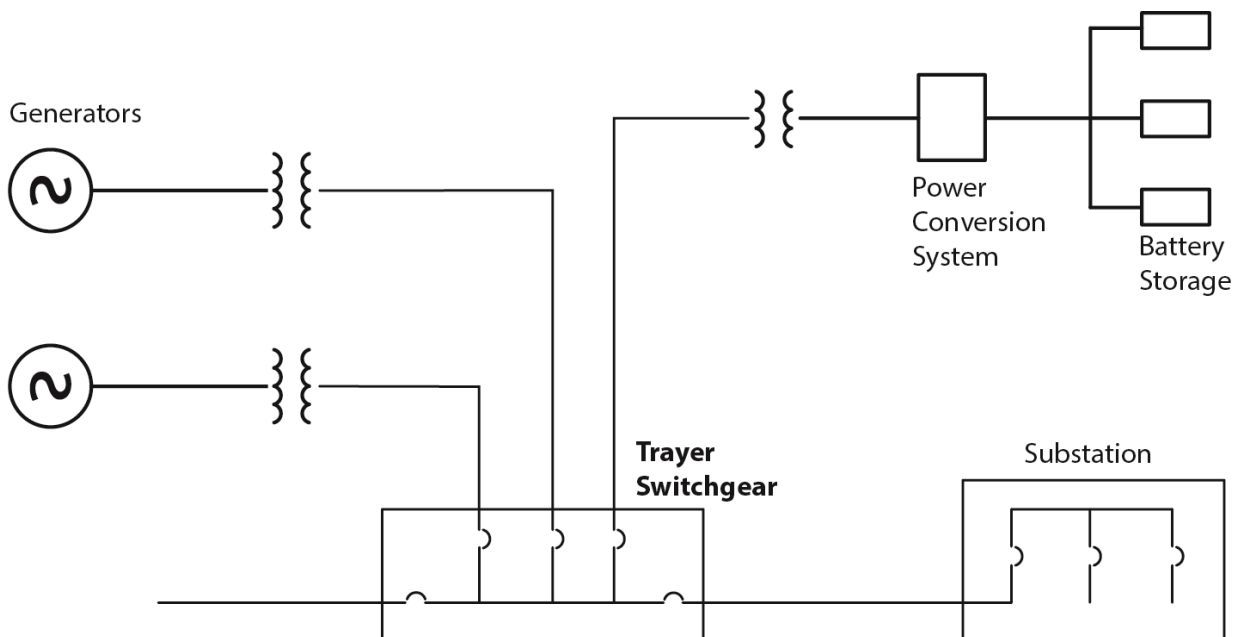 Generators
Power
Conversion
System
Battery
Storage
Trayer
Switchgear
Substation